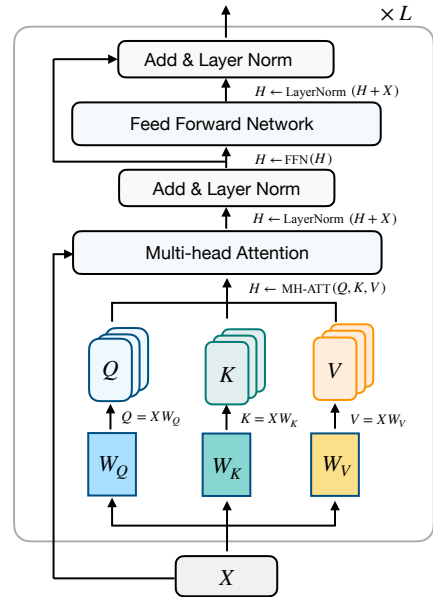 × L
Add & Layer Norm
H ← LayerNorm (H + X)
Feed Forward Network
H ← FFN(H)
Add & Layer Norm
H ← LayerNorm (H + X)
Multi-head Attention
H ← MH-ATT(Q, K, V)
Q
K
V
Q = XW_Q
K = XW_K
V = XW_V
W_Q
W_K
W_V
X